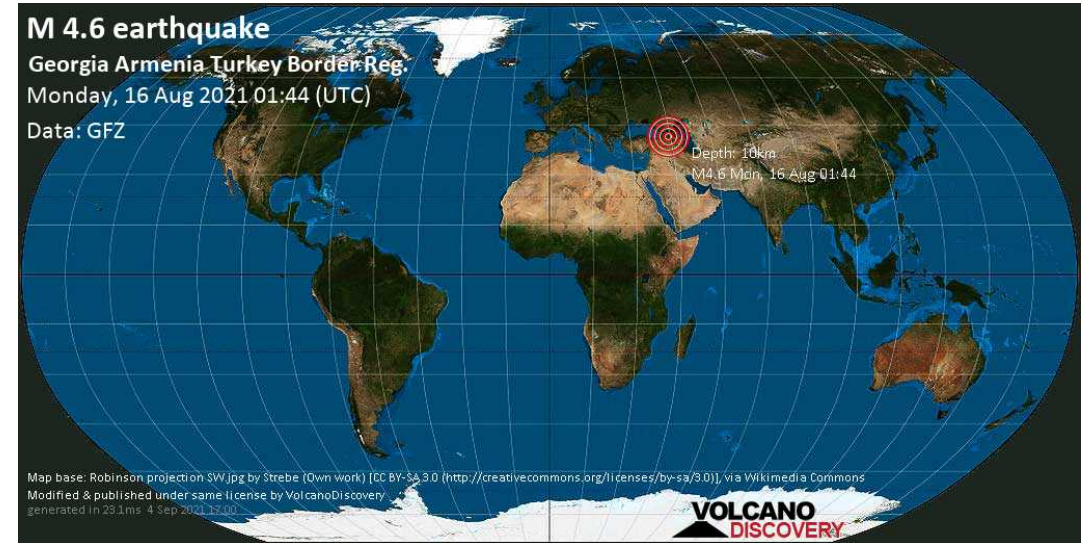 M 4.6 earthquake
Georgia Armenia Turkey Border Reg.
Monday, 16 Aug 2021 01:44 (UTC)
Data: GFZ
Depth: 10km
M4.6 Mon, 16 Aug 01:44
Map base: Robinson projection SW.jpg by Strebe (Own work) [CC BY-SA 3.0 (http://creativecommons.org/licenses/by-sa/3.0)], via Wikimedia Commons
Modified & published under same license by VolcanoDiscovery
generated in 23.1ms 4 Sep 2021 17:00
VOLCANO
DISCOVERY